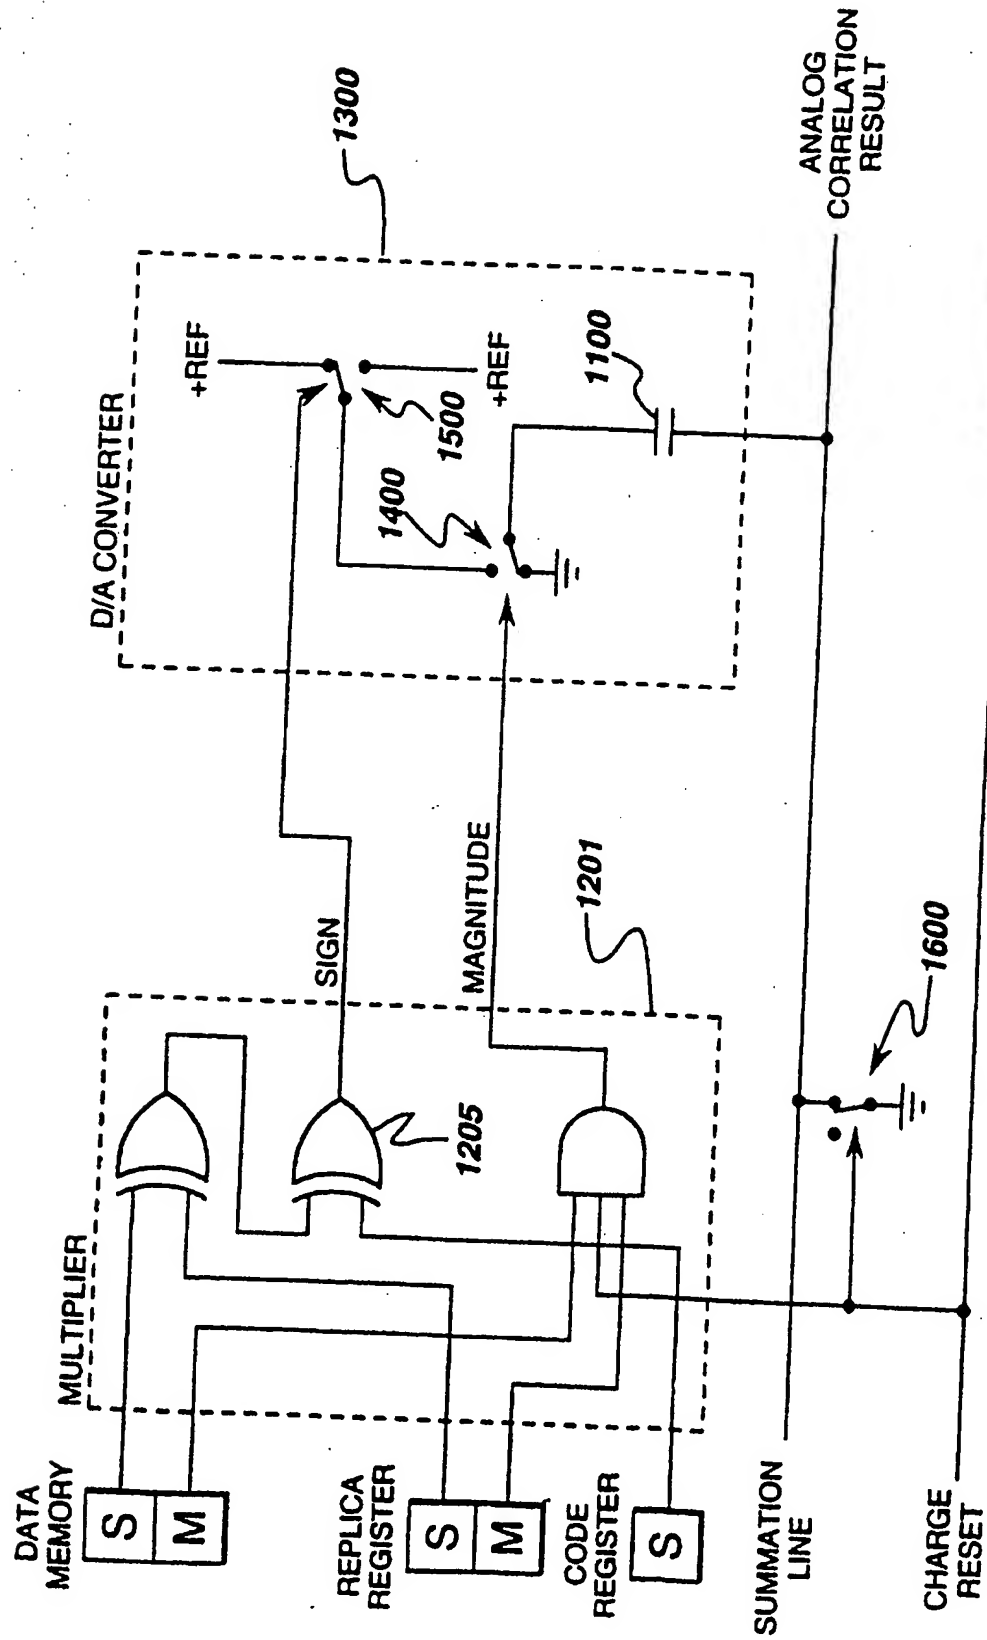 DATA
MEMORY
S
M
REPLICA
REGISTER
S
M
CODE
REGISTER
S
SUMMATION
LINE
CHARGE
RESET
MULTIPLIER
1205
1201
SIGN
MAGNITUDE
1600
D/A CONVERTER
1300
+REF
+REF
1500
1400
1100
ANALOG
CORRELATION
RESULT